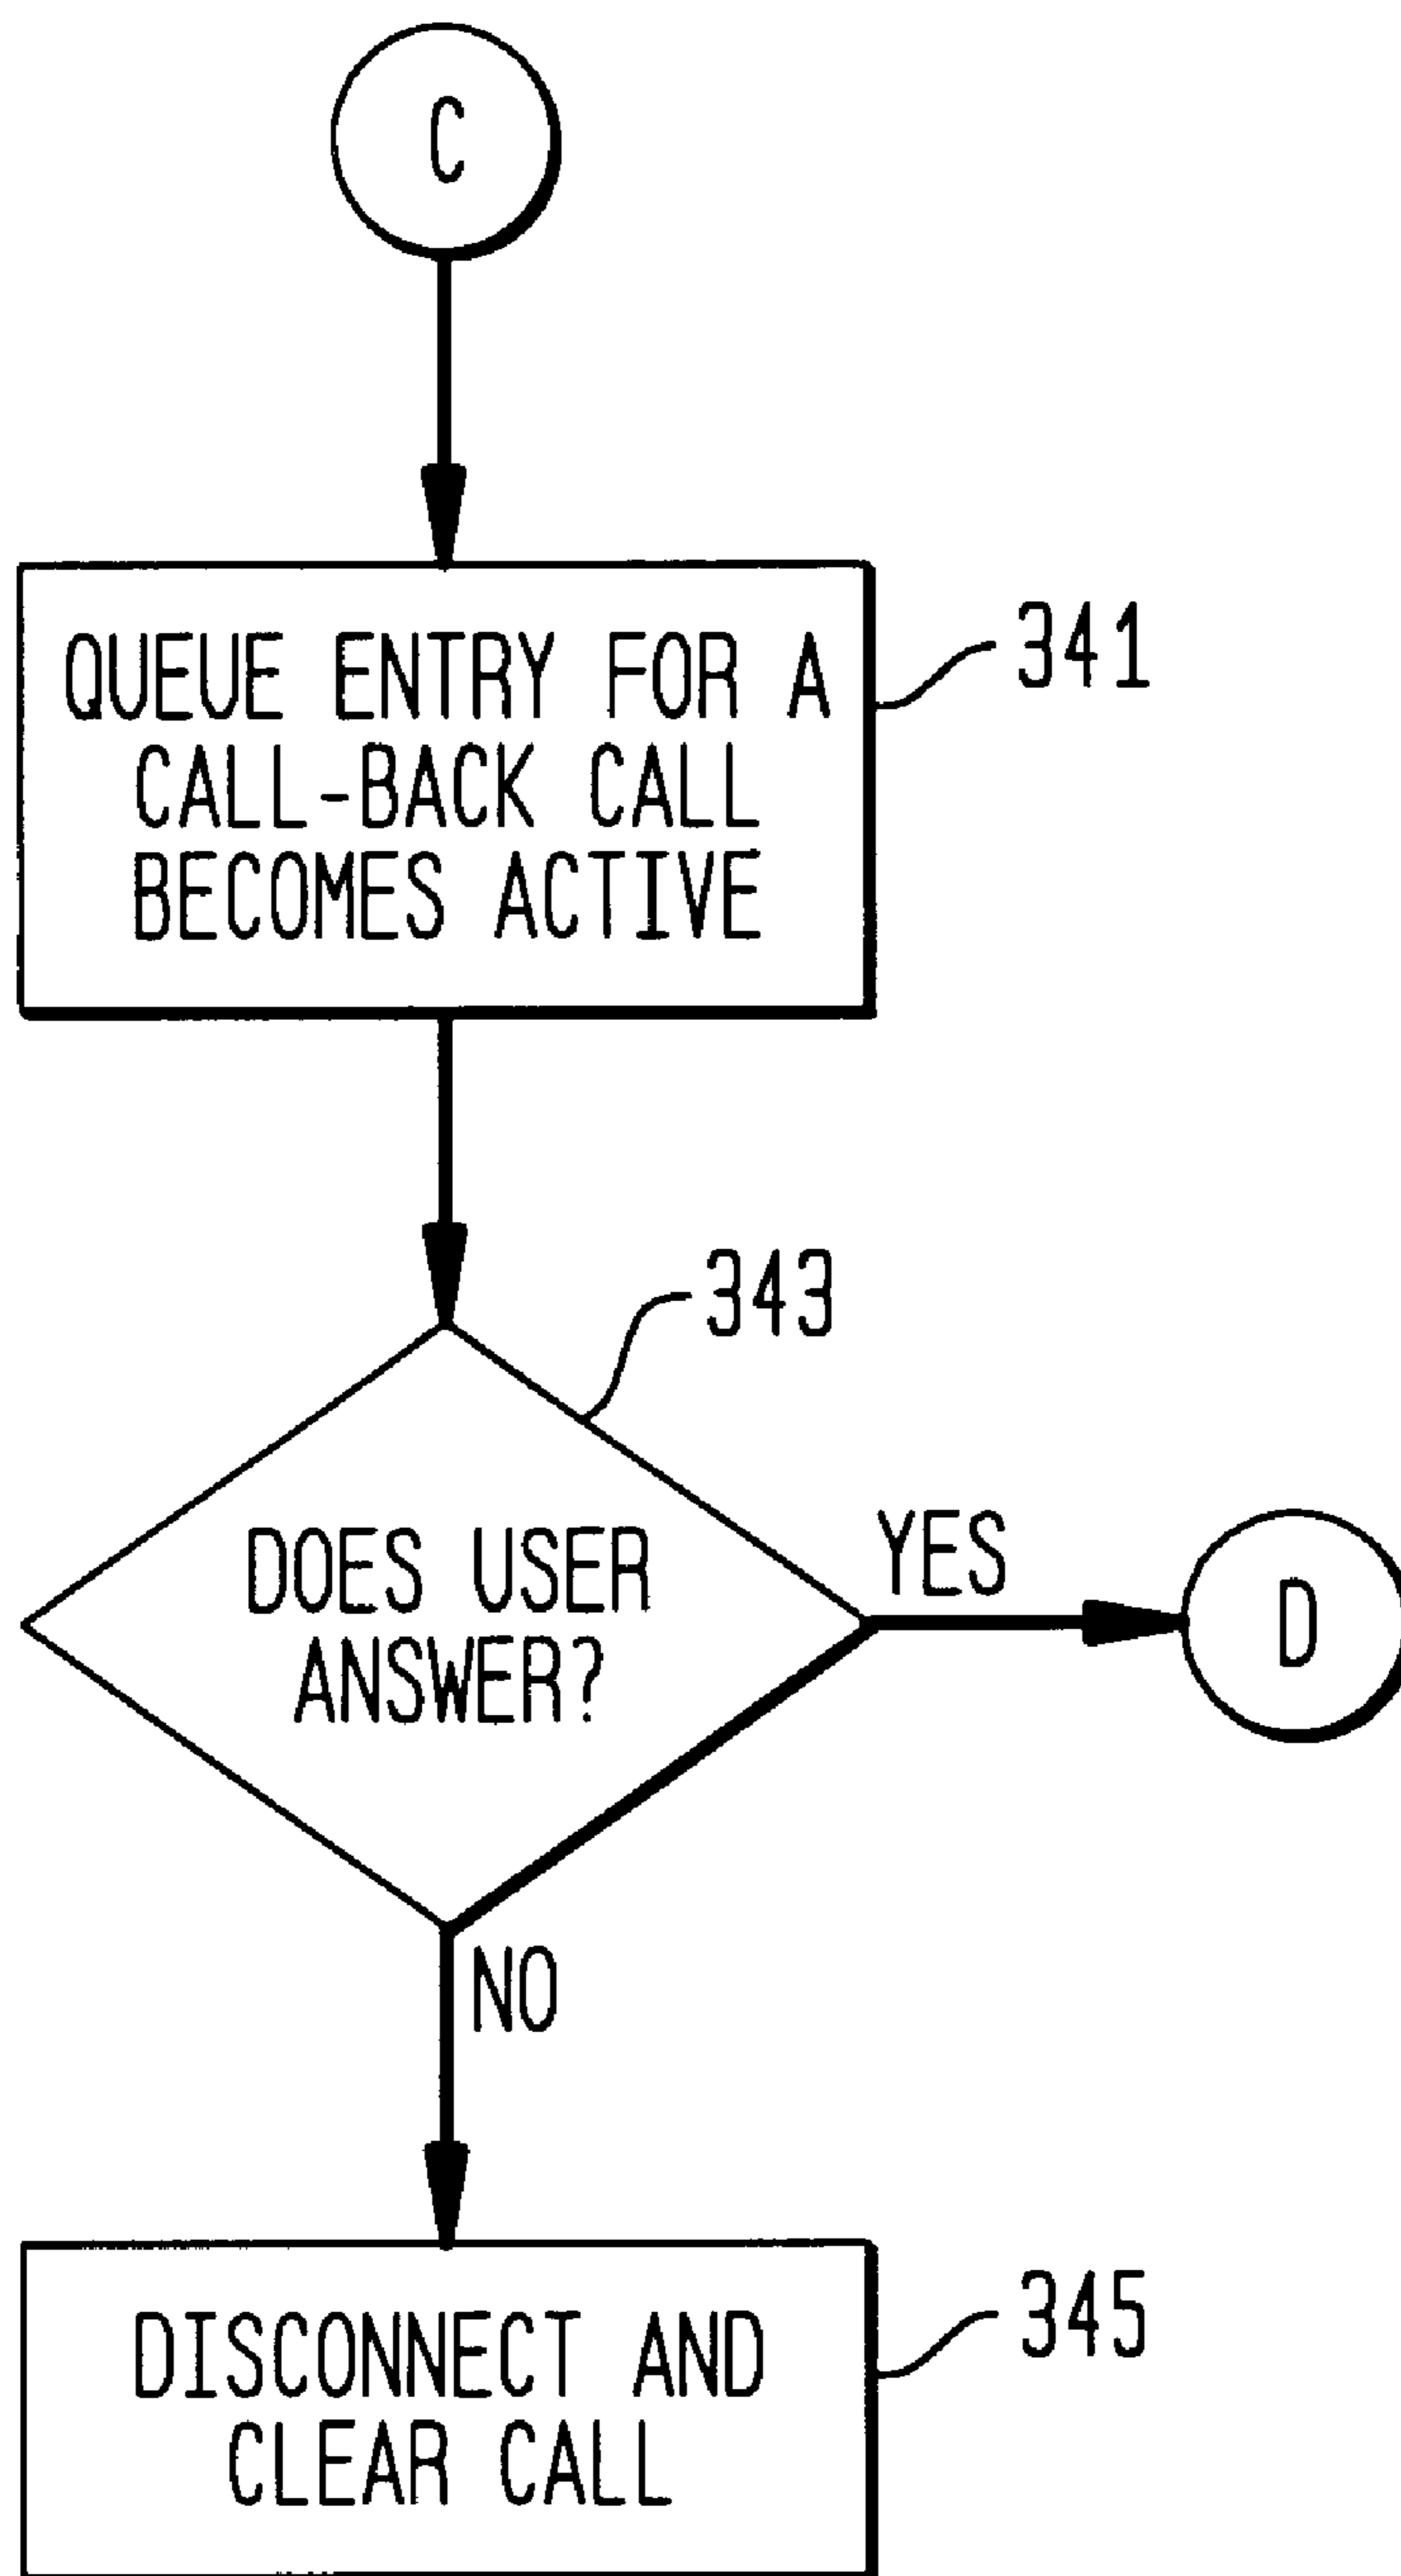 C
QUEUE ENTRY FOR A
CALL-BACK CALL
BECOMES ACTIVE
341
343
DOES USER
ANSWER?
YES
D
NO
DISCONNECT AND
CLEAR CALL
345